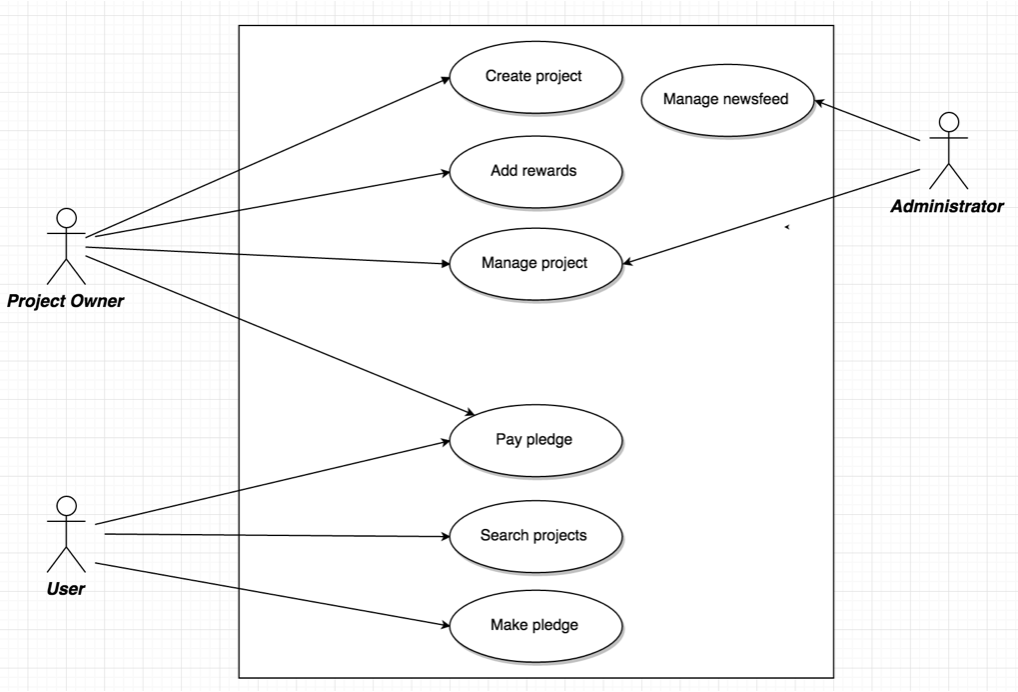 Create project
Manage newsfeed
Add rewards
Administrator
Manage project
Project Owner
Pay pledge
Search projects
User
Make pledge